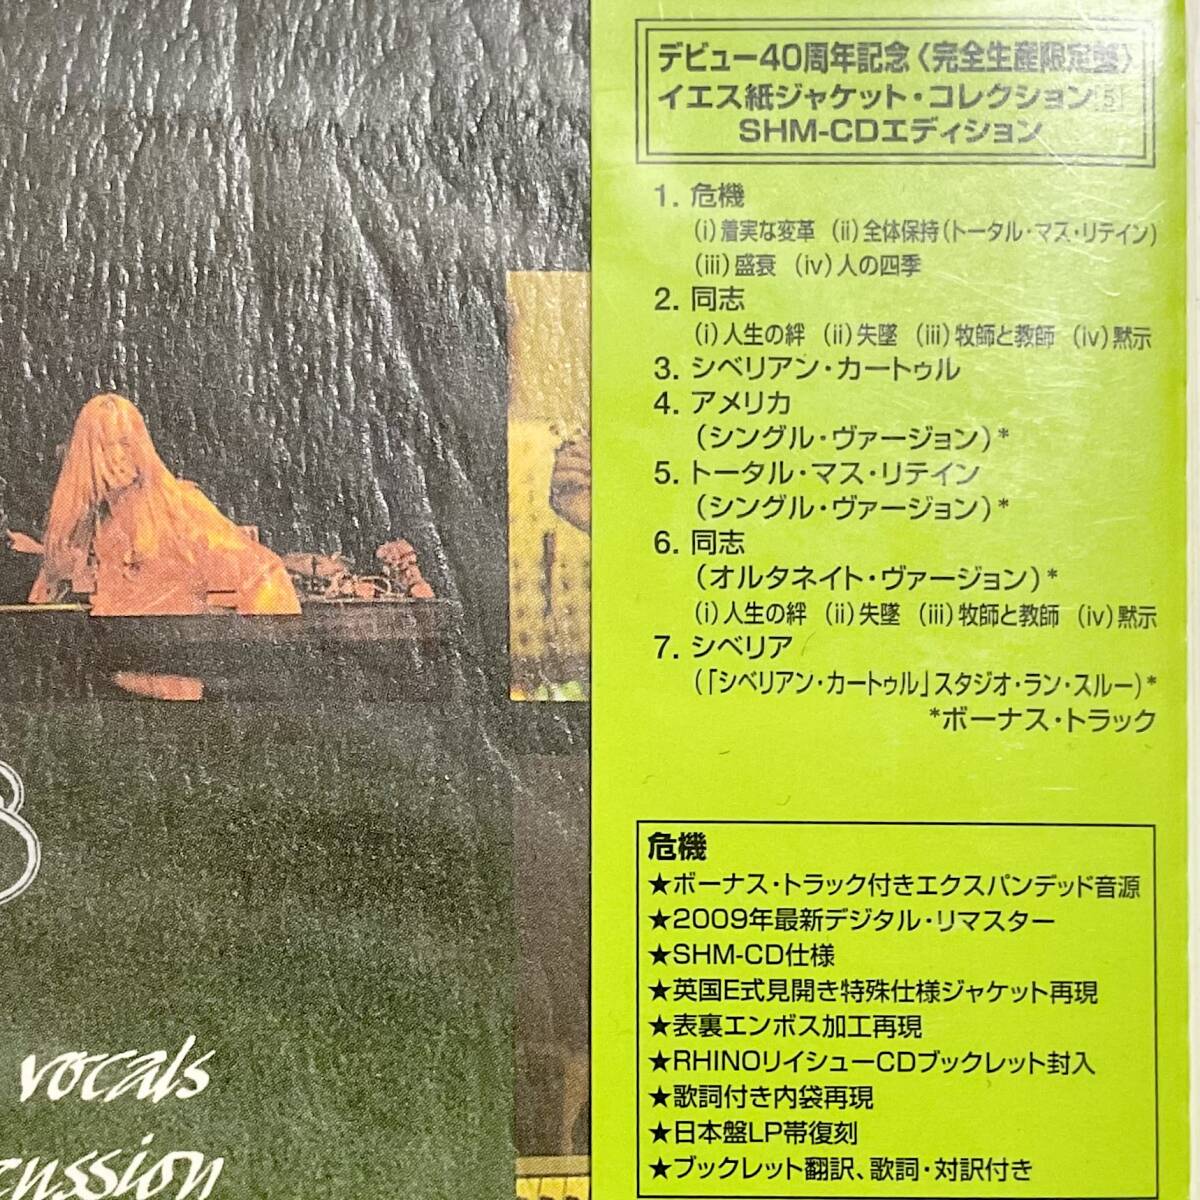 デビュー40周年記念〈完全生産限定盤〉
イエス紙ジャケット・コレクション[5]
SHM-CDエディション
1. 危機
(i)着実な変革 (ii)全体保持(トータル・マス・リテイン)
(iii)盛衰 (iv)人の四季
2. 同志
(i)人生の絆 (ii)失墜 (iii)牧師と教師 (iv)黙示
3. シベリアン・カートゥル
4. アメリカ
(シングル・ヴァージョン)*
5. トータル・マス・リテイン
(シングル・ヴァージョン)*
6. 同志
(オルタネイト・ヴァージョン)*
(i)人生の絆 (ii)失墜 (iii)牧師と教師 (iv)黙示
7. シベリア
(「シベリアン・カートゥル」スタジオ・ラン・スルー)*
*ボーナス・トラック
危機
★ボーナス・トラック付きエクスパンデッド音源
★2009年最新デジタル・リマスター
★SHM-CD仕様
★英国E式見開き特殊仕様ジャケット再現
★表裏エンボス加工再現
★RHINOリイシューCDブックレット封入
★歌詞付き内袋再現
★日本盤LP帯復刻
★ブックレット翻訳、歌詞・対訳付き
vocals
cussion